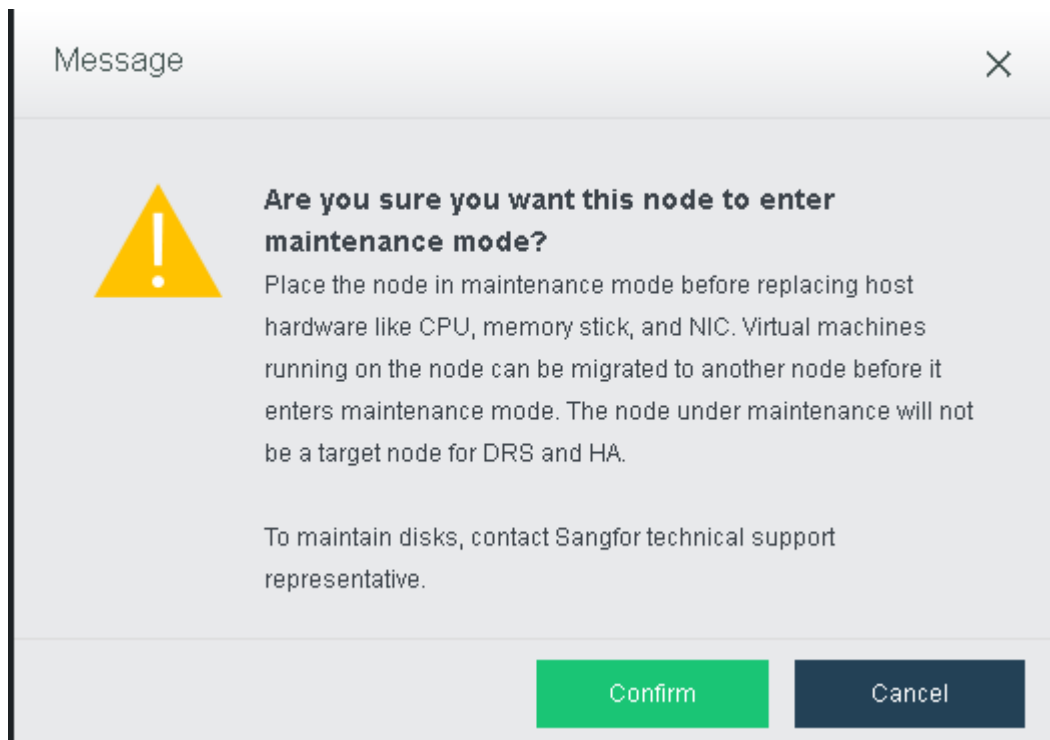 Message
Are you sure you want this node to enter
maintenance mode?
Place the node in maintenance mode before replacing host
hardware like CPU, memory stick, and NIC. Virtual machines
running on the node can be migrated to another node before it
enters maintenance mode. The node under maintenance will not
be a target node for DRS and HA.
To maintain disks, contact Sangfor technical support
representative.
Confirm
Cancel